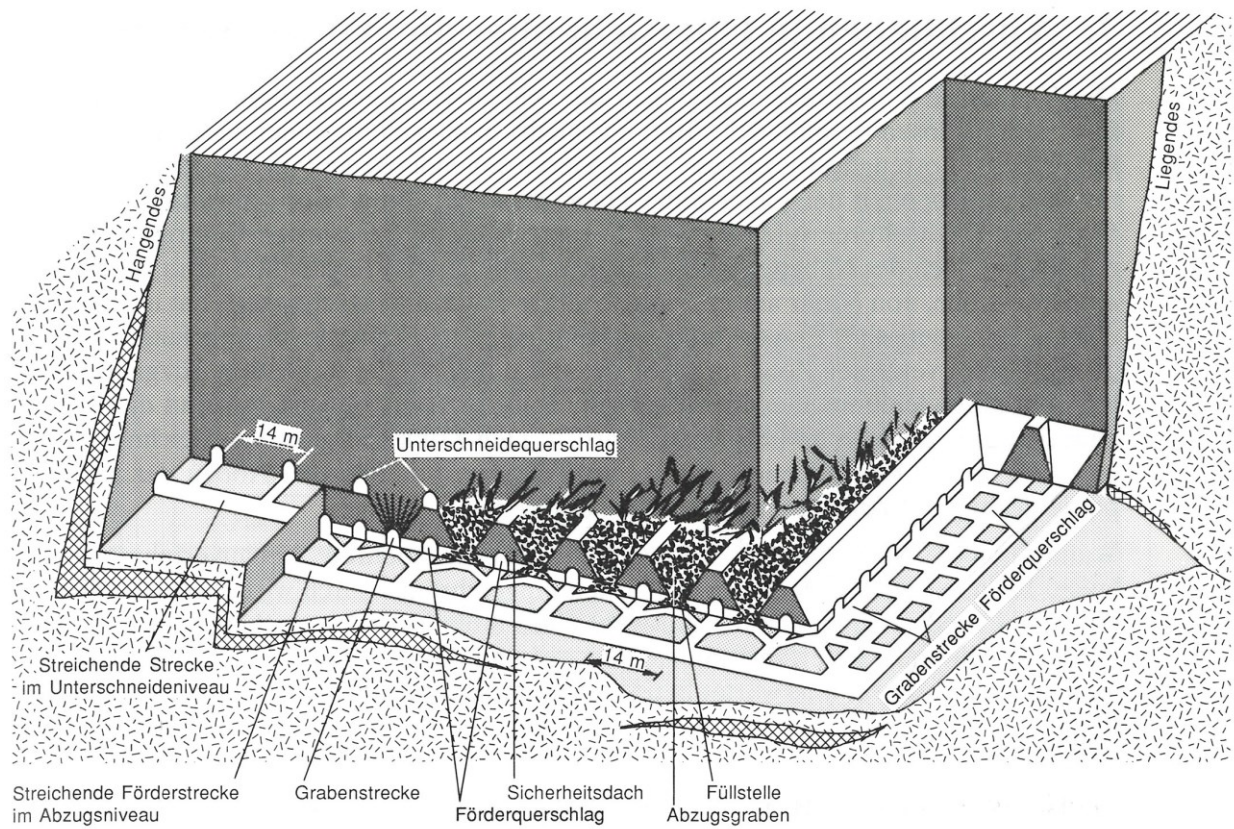 Hangendes
Liegendes
14 m
Unterschneidequerschlag
Grabenstrecke Förderquerschlag
14 m
Streichende Strecke
im Unterschneideniveau
Streichende Förderstrecke
im Abzugsniveau
Grabenstrecke
Förderquerschlag
Sicherheitsdach
Abzugsgraben
Füllstelle